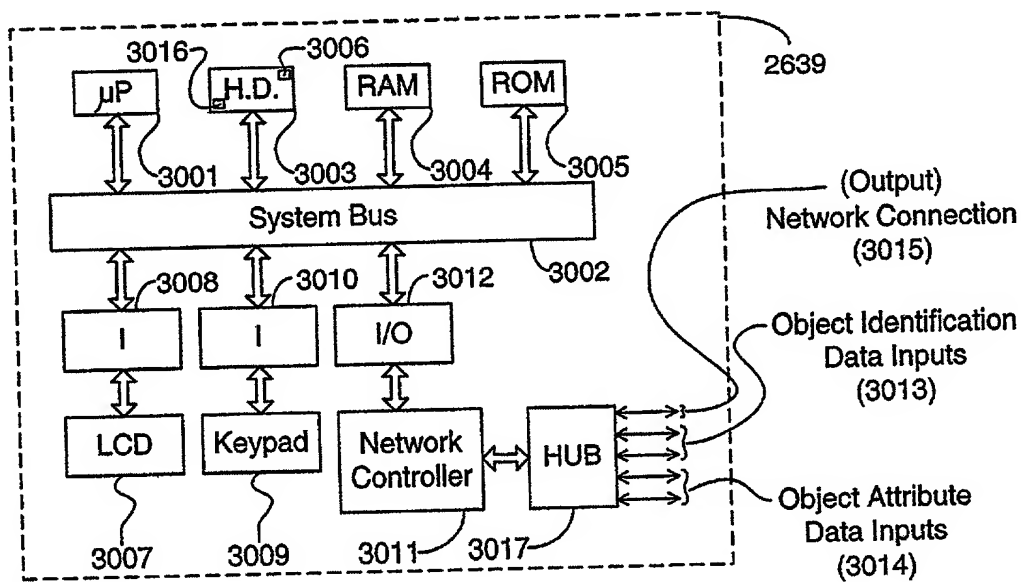 3016
3006
2639
µP
H.D.
RAM
ROM
3001
3003
3004
3005
(Output)
Network Connection
(3015)
System Bus
3002
3008
3010
3012
I
I
I/O
Object Identification
Data Inputs
(3013)
LCD
Keypad
Network
Controller
HUB
Object Attribute
Data Inputs
(3014)
3007
3009
3011
3017